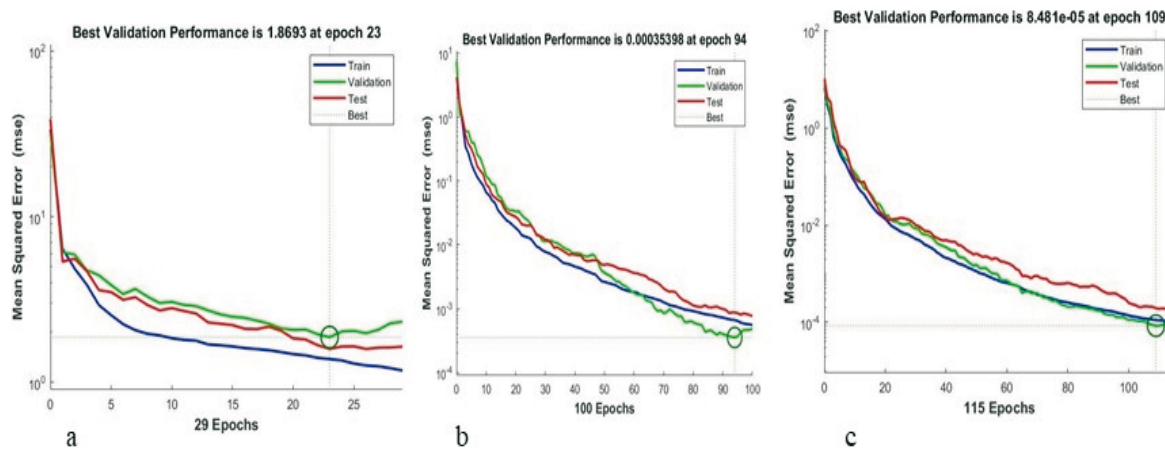 Best Validation Performance is 1.8693 at epoch 23
Train
Validation
Test
Best
Mean Squared Error (mse)
10^2
10^1
10^0
0 5 10 15 20 25
29 Epochs
a
Best Validation Performance is 0.00035398 at epoch 94
Train
Validation
Test
Best
Mean Squared Error (mse)
10^1
10^0
10^-1
10^-2
10^-3
10^-4
0 10 20 30 40 50 60 70 80 90 100
100 Epochs
b
Best Validation Performance is 8.481e-05 at epoch 109
Train
Validation
Test
Best
Mean Squared Error (mse)
10^2
10^0
10^-2
10^-4
0 20 40 60 80 100
115 Epochs
c